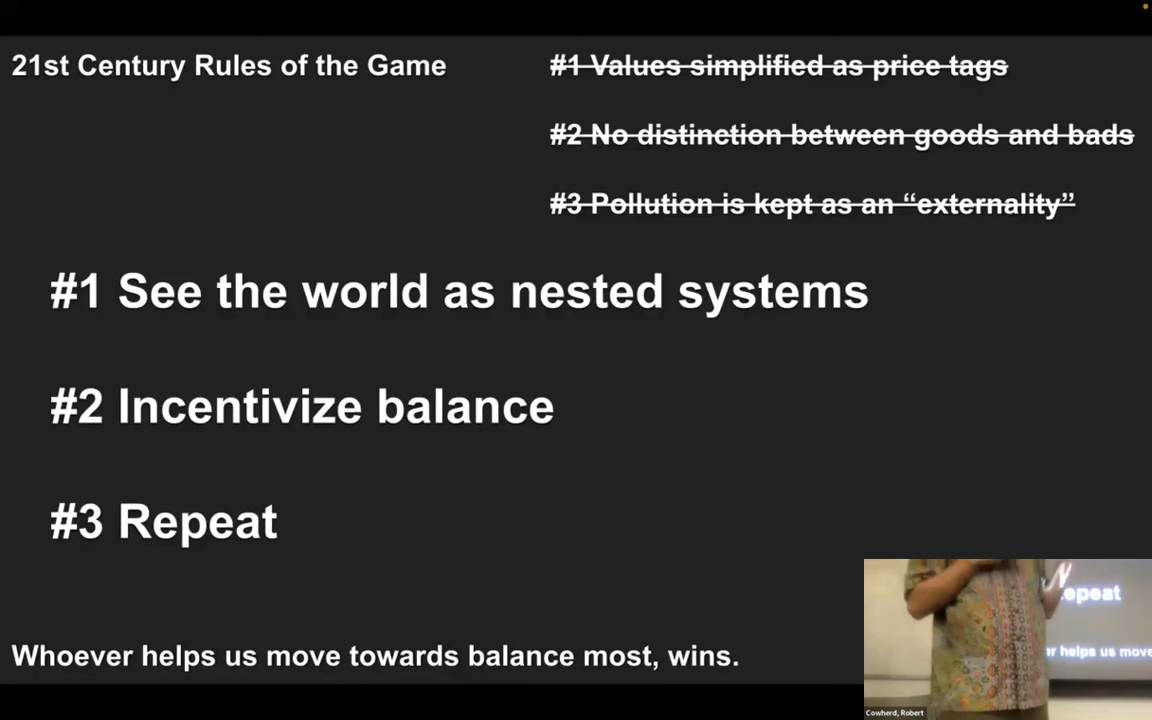 21st Century Rules of the Game
#1 Values simplified as price tags
#2 No distinction between goods and bads
#3 Pollution is kept as an “externality”
#1 See the world as nested systems
#2 Incentivize balance
#3 Repeat
Whoever helps us move towards balance most, wins.
epeat
r helps us move
Cowherd, Robert